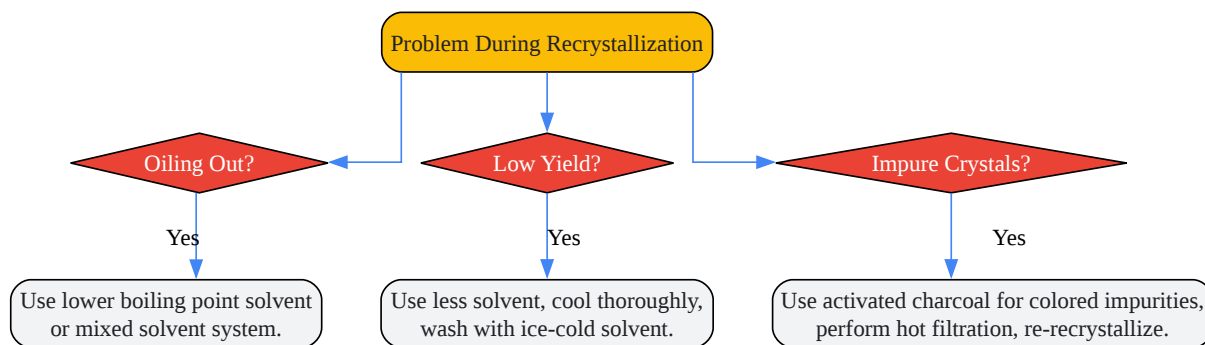 Problem During Recrystallization
Oiling Out?
Low Yield?
Impure Crystals?
Yes
Yes
Yes
Use lower boiling point solvent
or mixed solvent system.
Use less solvent, cool thoroughly,
wash with ice-cold solvent.
Use activated charcoal for colored impurities,
perform hot filtration, re-recrystallize.